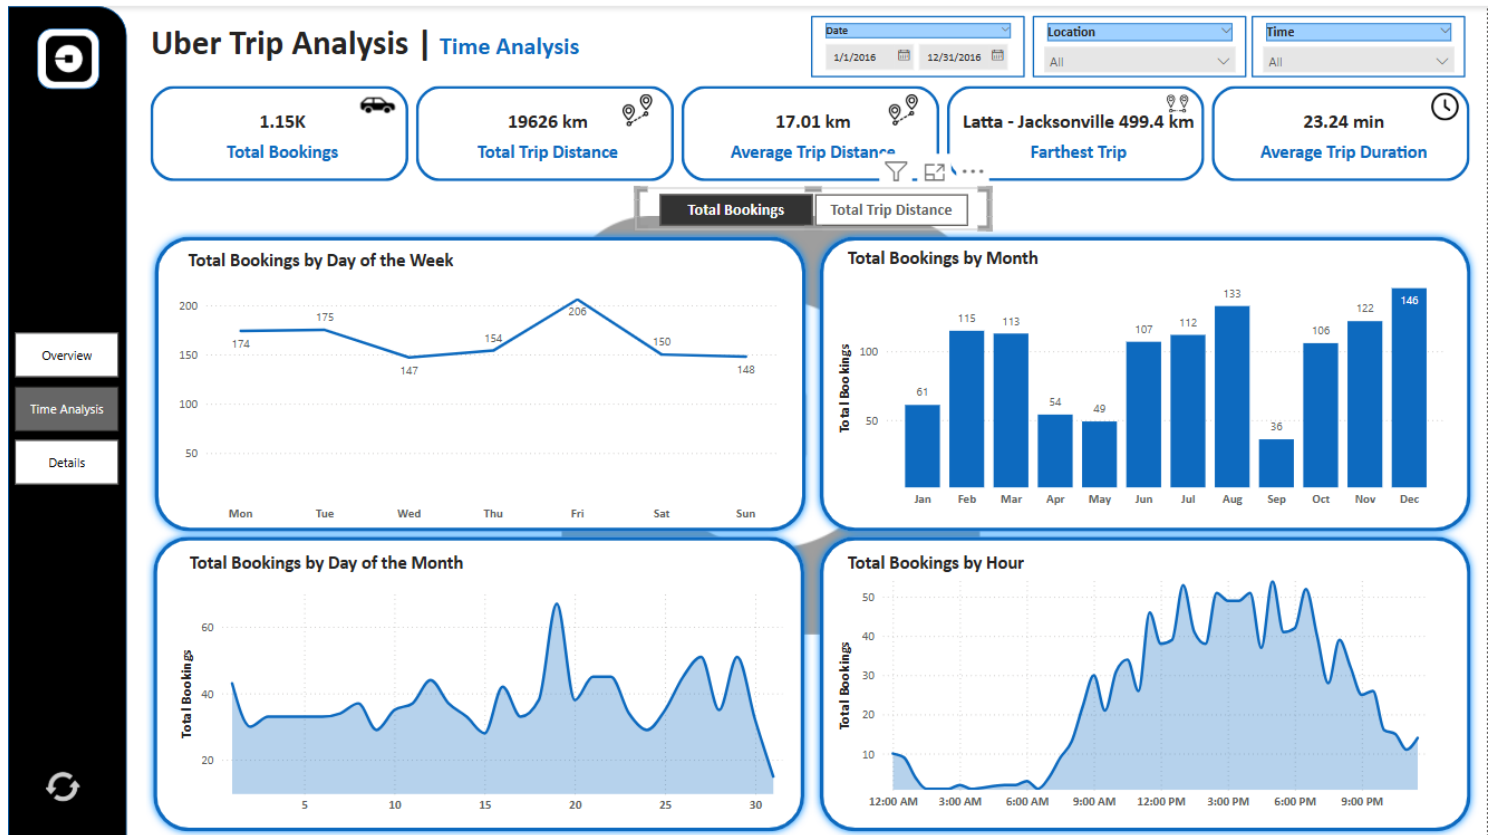 Uber Trip Analysis | Time Analysis
Date
1/1/2016 12/31/2016
Location
All
Time
All
1.15K
Total Bookings
19626 km
Total Trip Distance
17.01 km
Average Trip Distance
Latta - Jacksonville 499.4 km
Farthest Trip
23.24 min
Average Trip Duration
Total Bookings Total Trip Distance
Overview
Time Analysis
Details
Total Bookings by Day of the Week
200
150
100
50
174 175 147 154 206 150 148
Mon Tue Wed Thu Fri Sat Sun
Total Bookings by Month
Total Bookings
100
50
61 115 113 54 49 107 112 133 36 106 122 146
Jan Feb Mar Apr May Jun Jul Aug Sep Oct Nov Dec
Total Bookings by Day of the Month
Total Bookings
60
40
20
5 10 15 20 25 30
Total Bookings by Hour
Total Bookings
50
40
30
20
10
12:00 AM 3:00 AM 6:00 AM 9:00 AM 12:00 PM 3:00 PM 6:00 PM 9:00 PM